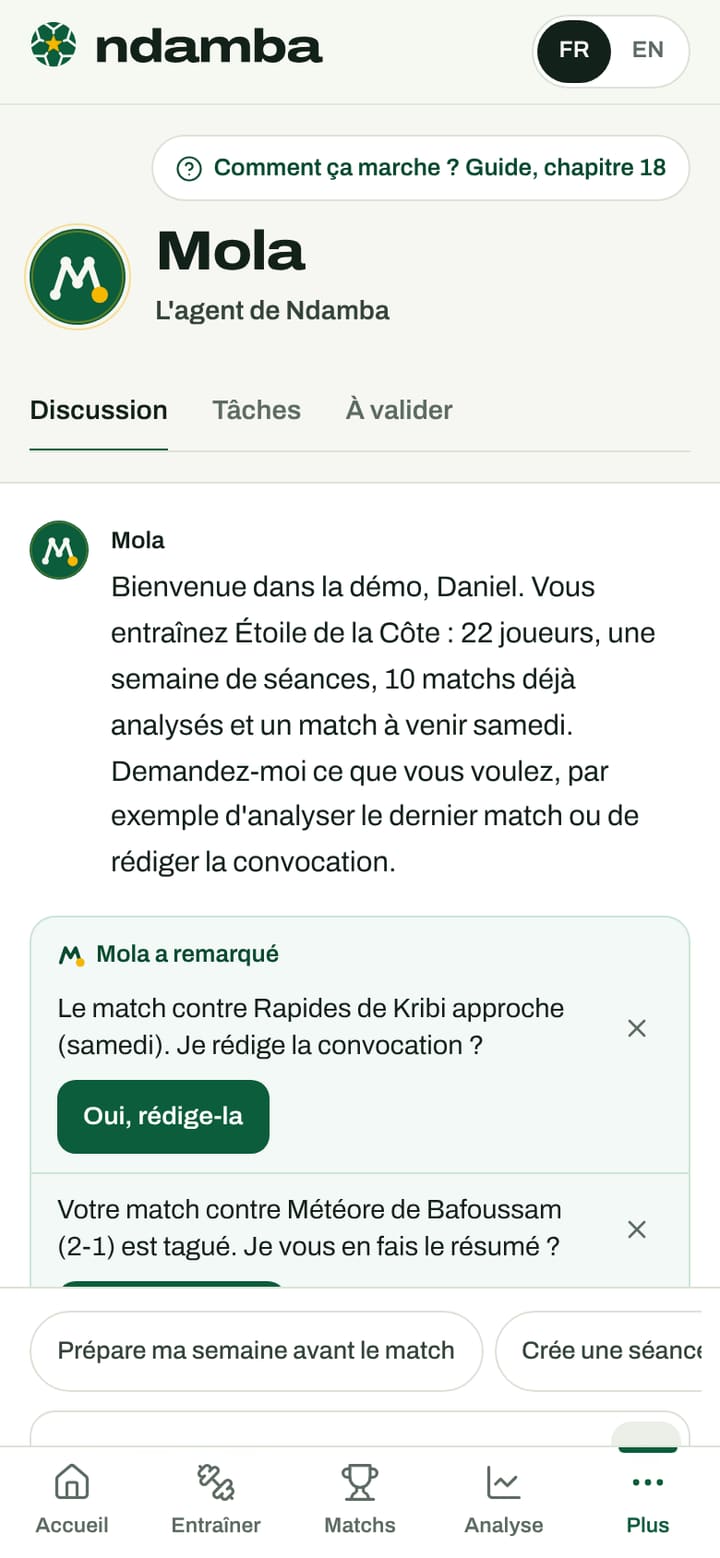 ndamba
FR EN
Comment ça marche ? Guide, chapitre 18
Mola
L'agent de Ndamba
Discussion Tâches À valider
Mola
Bienvenue dans la démo, Daniel. Vous
entraînez Étoile de la Côte : 22 joueurs, une
semaine de séances, 10 matchs déjà
analysés et un match à venir samedi.
Demandez-moi ce que vous voulez, par
exemple d'analyser le dernier match ou de
rédiger la convocation.
Mola a remarqué
Le match contre Rapides de Kribi approche
(samedi). Je rédige la convocation ?
Oui, rédige-la
Votre match contre Météore de Bafoussam
(2-1) est tagué. Je vous en fais le résumé ?
Prépare ma semaine avant le match Crée une séance
Accueil Entraîner Matchs Analyse Plus